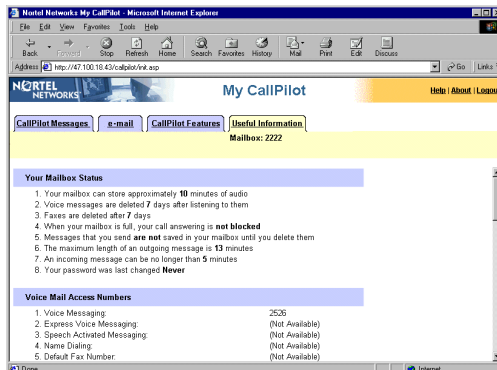 Nortel Networks My CallPilot - Microsoft Internet Explorer
File Edit View Favorites Tools Help
Back Forward Stop Refresh Home Search Favorites History Mail Print Edit Discuss
Address http://47.100.18.43/callpilot/init.asp Go Links
NORTEL NETWORKS My CallPilot Help | About | Logou
CallPilot Messages e-mail CallPilot Features Useful Information
Mailbox: 2222
Your Mailbox Status
1. Your mailbox can store approximately 10 minutes of audio
2. Voice messages are deleted 7 days after listening to them
3. Faxes are deleted after 7 days
4. When your mailbox is full, your call answering is not blocked
5. Messages that you send are not saved in your mailbox until you delete them
6. The maximum length of an outgoing message is 13 minutes
7. An incoming message can be no longer than 5 minutes
8. Your password was last changed Never
Voice Mail Access Numbers
1. Voice Messaging: 2526
2. Express Voice Messaging: (Not Available)
3. Speech Activated Messaging: (Not Available)
4. Name Dialing: (Not Available)
5. Default Fax Number: (Not Available)
Done Internet